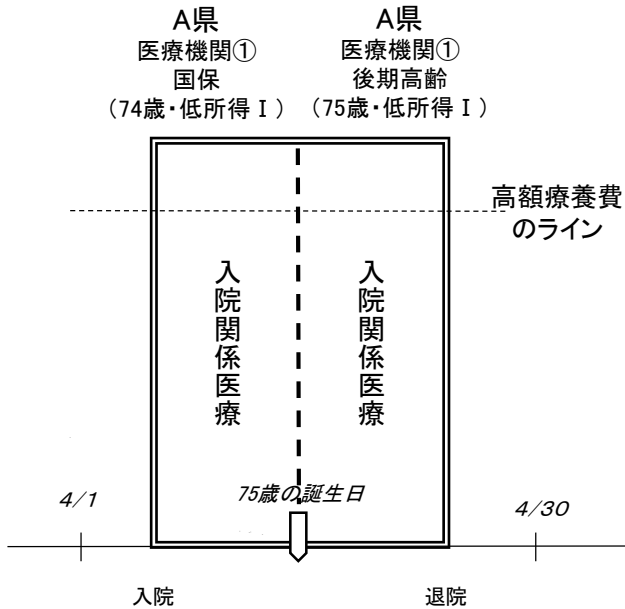 A県
医療機関①
国保
（74歳・低所得Ⅰ）
A県
医療機関①
後期高齢
（75歳・低所得Ⅰ）
高額療養費
のライン
入院関係医療
入院関係医療
75歳の誕生日
4/1
4/30
入院
退院